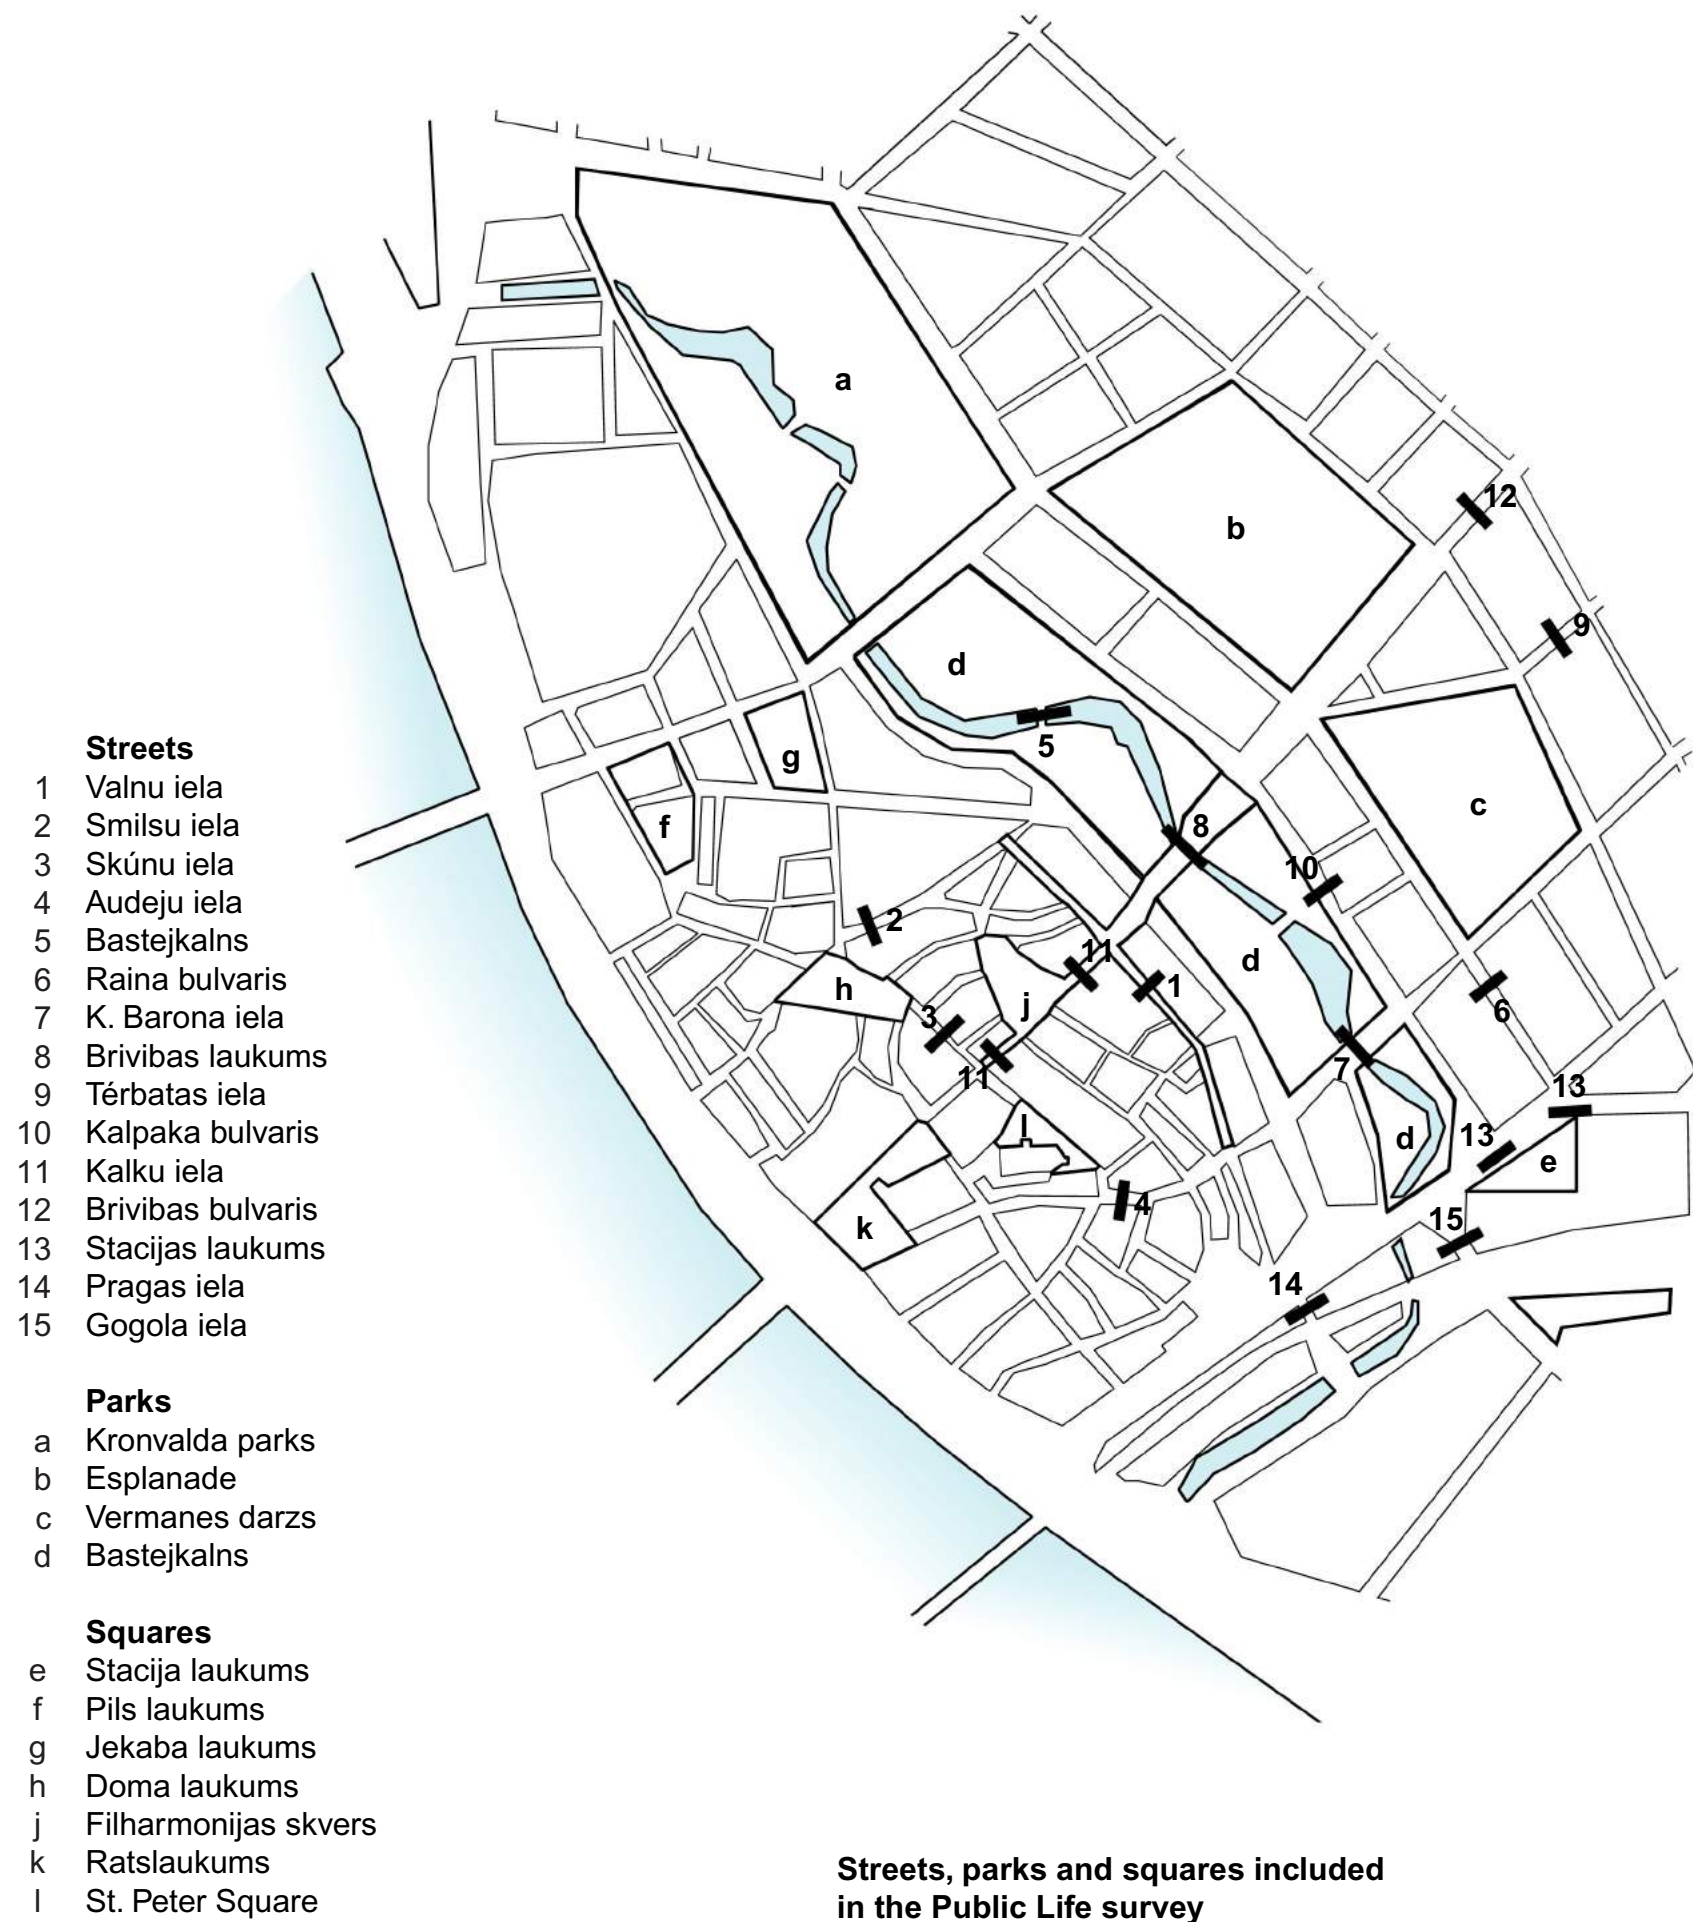 Streets
1 Valnu iela
2 Smilsu iela
3 Skúnu iela
4 Audeju iela
5 Bastejkalns
6 Raina bulvaris
7 K. Barona iela
8 Brivibas laukums
9 Térbatas iela
10 Kalpaka bulvaris
11 Kalku iela
12 Brivibas bulvaris
13 Stacijas laukums
14 Pragas iela
15 Gogola iela
Parks
a Kronvalda parks
b Esplanade
c Vermanes darzs
d Bastejkalns
Squares
e Stacija laukums
f Pils laukums
g Jekaba laukums
h Doma laukums
j Filharmonijas skvers
k Ratslaukums
l St. Peter Square
a
12
b
9
d
5
g
c
f
8
10
2
11
d
1
h
j
6
3
7
11
13
l
13
d
e
4
15
k
14
Streets, parks and squares included
in the Public Life survey